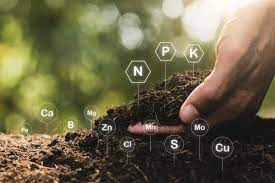 N P K
Ca B Mg
Fe Zn Mn Mo
Cl S Cu